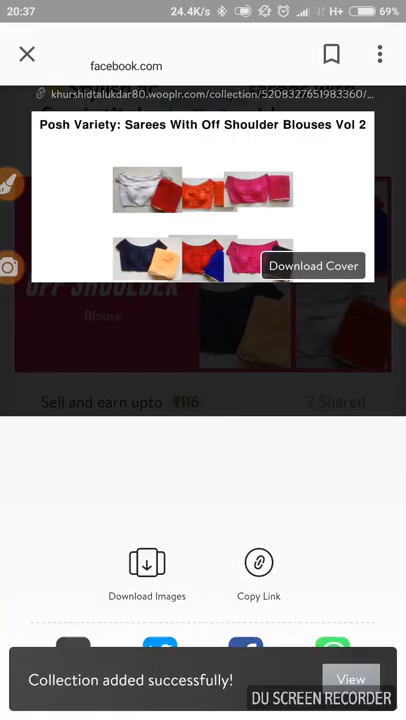 20:37
24.4K/s
H+
69%
facebook.com
khurshidtalukdar80.wooplr.com/collection/5208327651983360/...
Posh Variety: Sarees With Off Shoulder Blouses Vol 2
Download Cover
OFF SHOULDER
Blouse
Sell and earn upto ₹116
7 Shared
Download Images
Copy Link
Collection added successfully!
View
DU SCREEN RECORDER